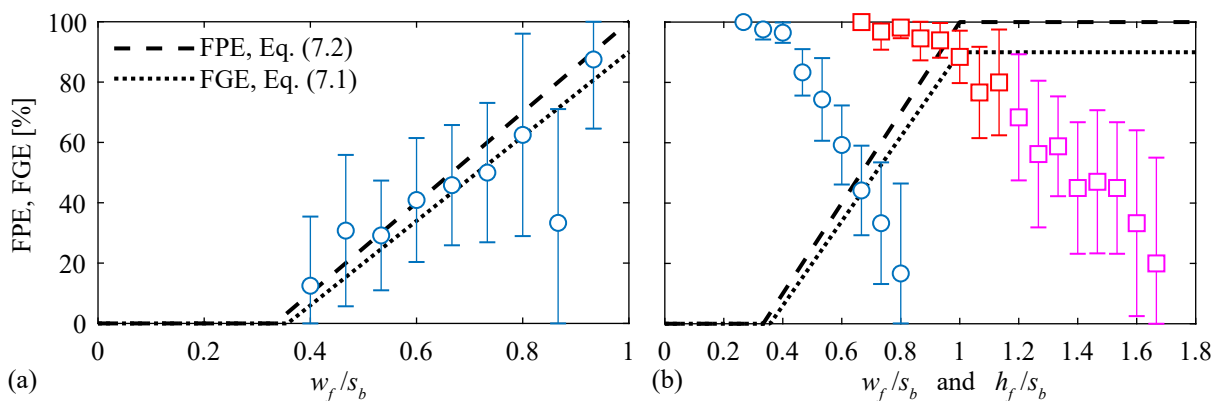 FPE, FGE [%]
100
80
60
40
20
0
FPE, Eq. (7.2)
FGE, Eq. (7.1)
0 0.2 0.4 0.6 0.8 1
(a) w_f/s_b
0 0.2 0.4 0.6 0.8 1 1.2 1.4 1.6 1.8
(b) w_f/s_b and h_f/s_b